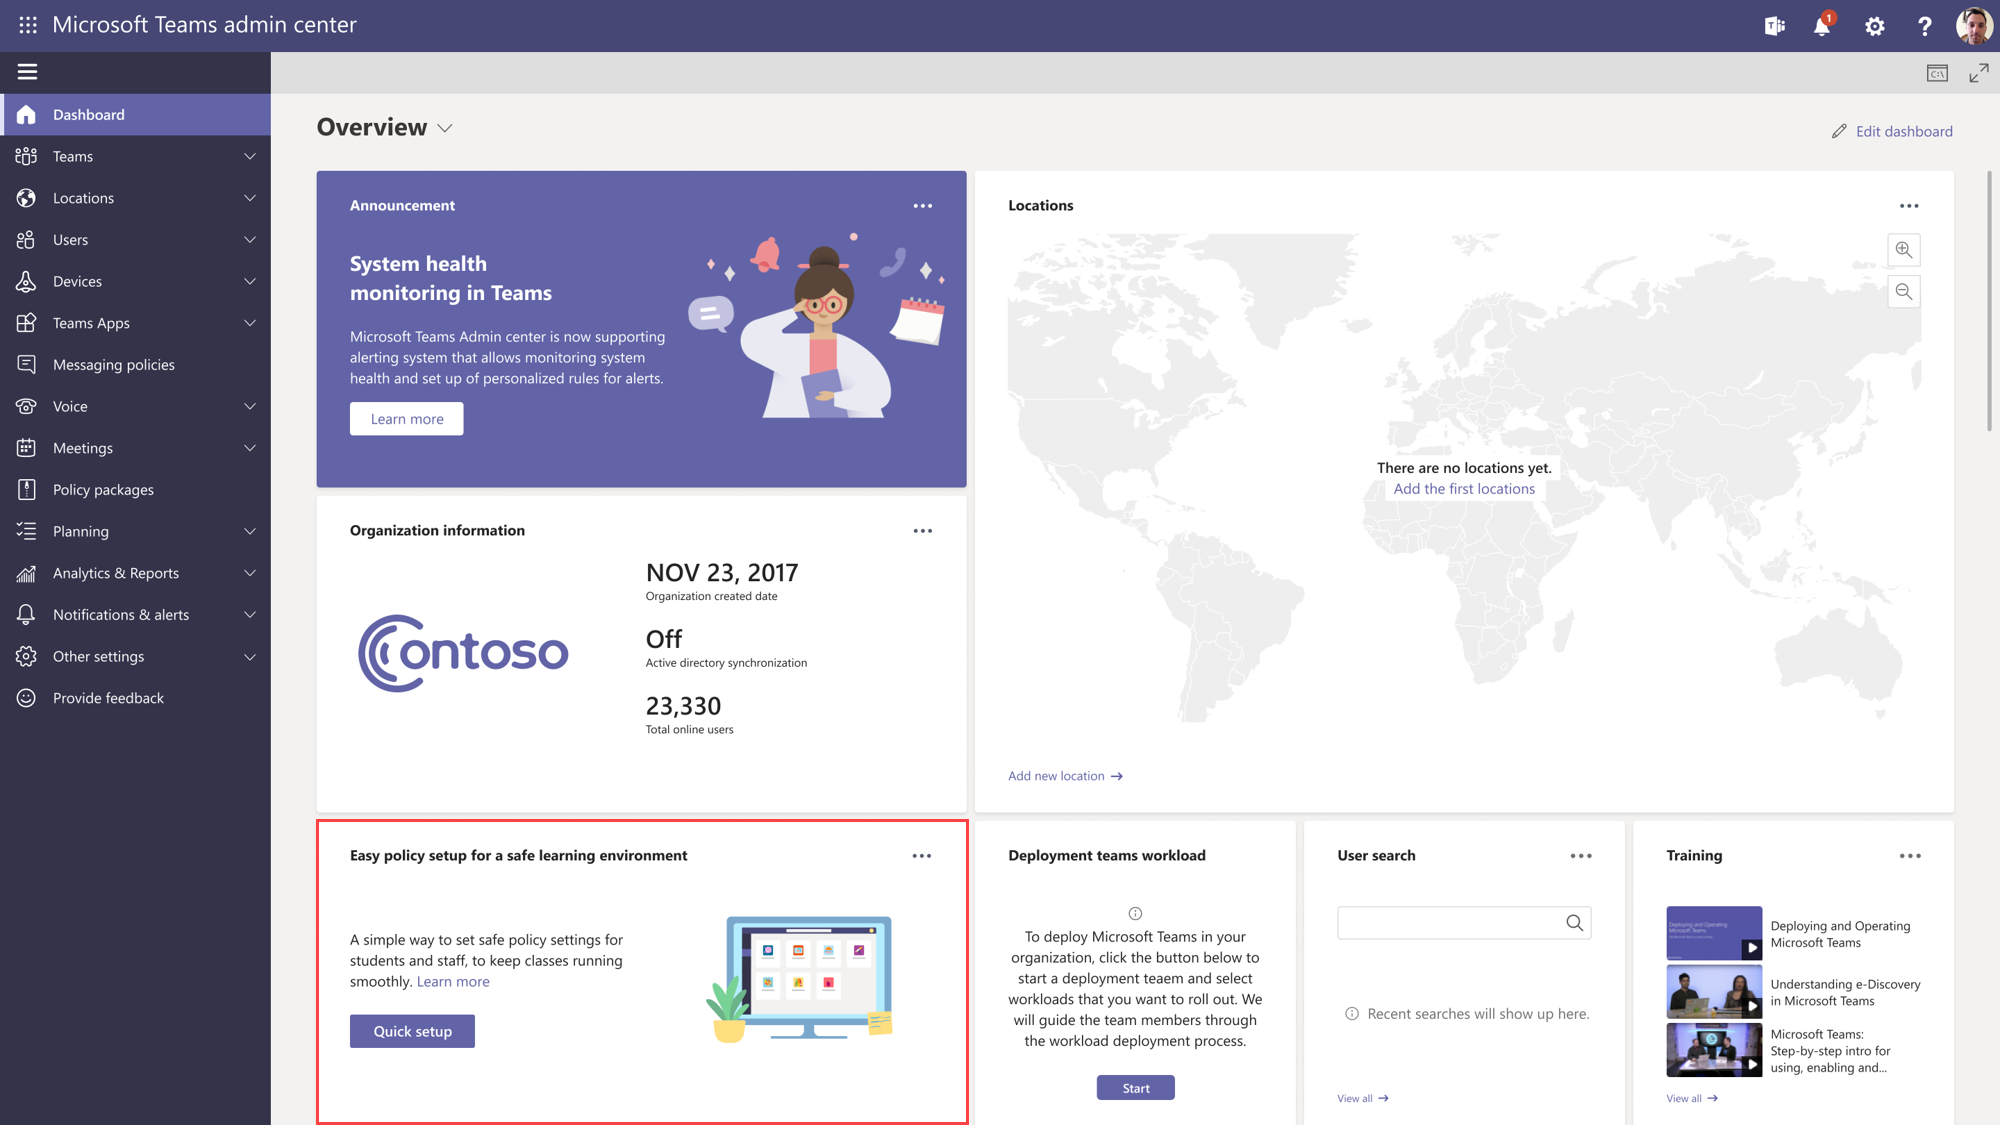 Microsoft Teams admin center
1
Dashboard
Teams
Locations
Users
Devices
Teams Apps
Messaging policies
Voice
Meetings
Policy packages
Planning
Analytics & Reports
Notifications & alerts
Other settings
Provide feedback
Overview
Edit dashboard
Announcement
System health
monitoring in Teams
Microsoft Teams Admin center is now supporting
alerting system that allows monitoring system
health and set up of personalized rules for alerts.
Learn more
Locations
There are no locations yet.
Add the first locations
Add new location
Organization information
Contoso
NOV 23, 2017
Organization created date
Off
Active directory synchronization
23,330
Total online users
Easy policy setup for a safe learning environment
A simple way to set safe policy settings for
students and staff, to keep classes running
smoothly. Learn more
Quick setup
Deployment teams workload
To deploy Microsoft Teams in your
organization, click the button below to
start a deployment teaem and select
workloads that you want to roll out. We
will guide the team members through
the workload deployment process.
Start
User search
Recent searches will show up here.
View all
Training
Deploying and Operating
Microsoft Teams
Deploying and Operating
Microsoft Teams
Understanding e-Discovery
in Microsoft Teams
Microsoft Teams:
Step-by-step intro for
using, enabling and...
View all